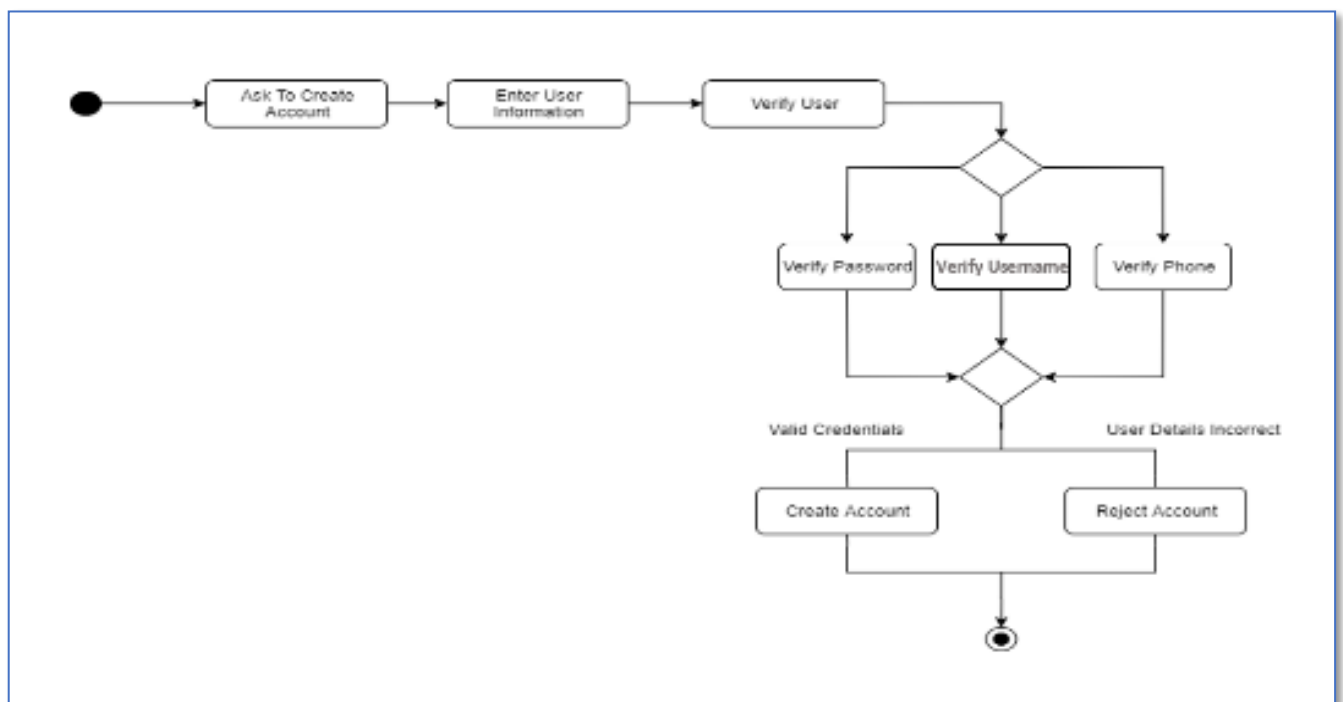 Ask To Create
Account
Enter User
Information
Verify User
Verify Password
Verify Username
Verify Phone
Valid Credentials
User Details Incorrect
Create Account
Reject Account